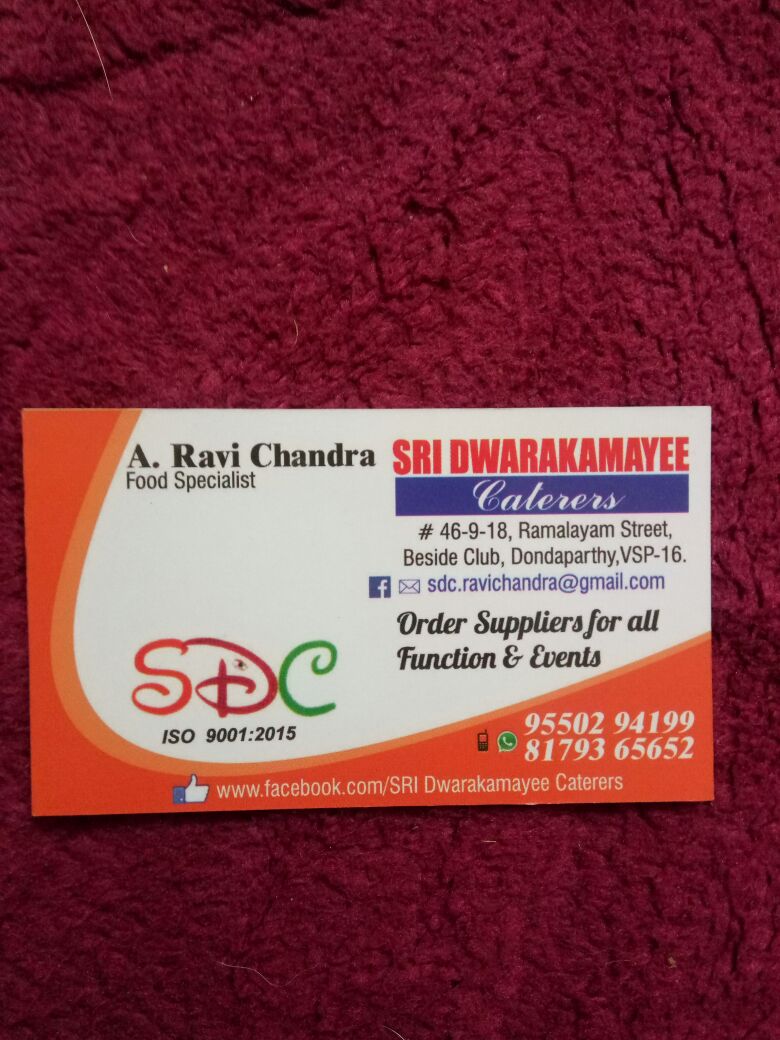 A. Ravi Chandra
Food Specialist
SRI DWARAKAMAYEE
Caterers
# 46-9-18, Ramalayam Street,
Beside Club, Dondaparthy,VSP-16.
sdc.ravichandra@gmail.com
Order Suppliers for all
Function & Events
SDC
ISO 9001:2015
95502 94199
81793 65652
www.facebook.com/SRI Dwarakamayee Caterers